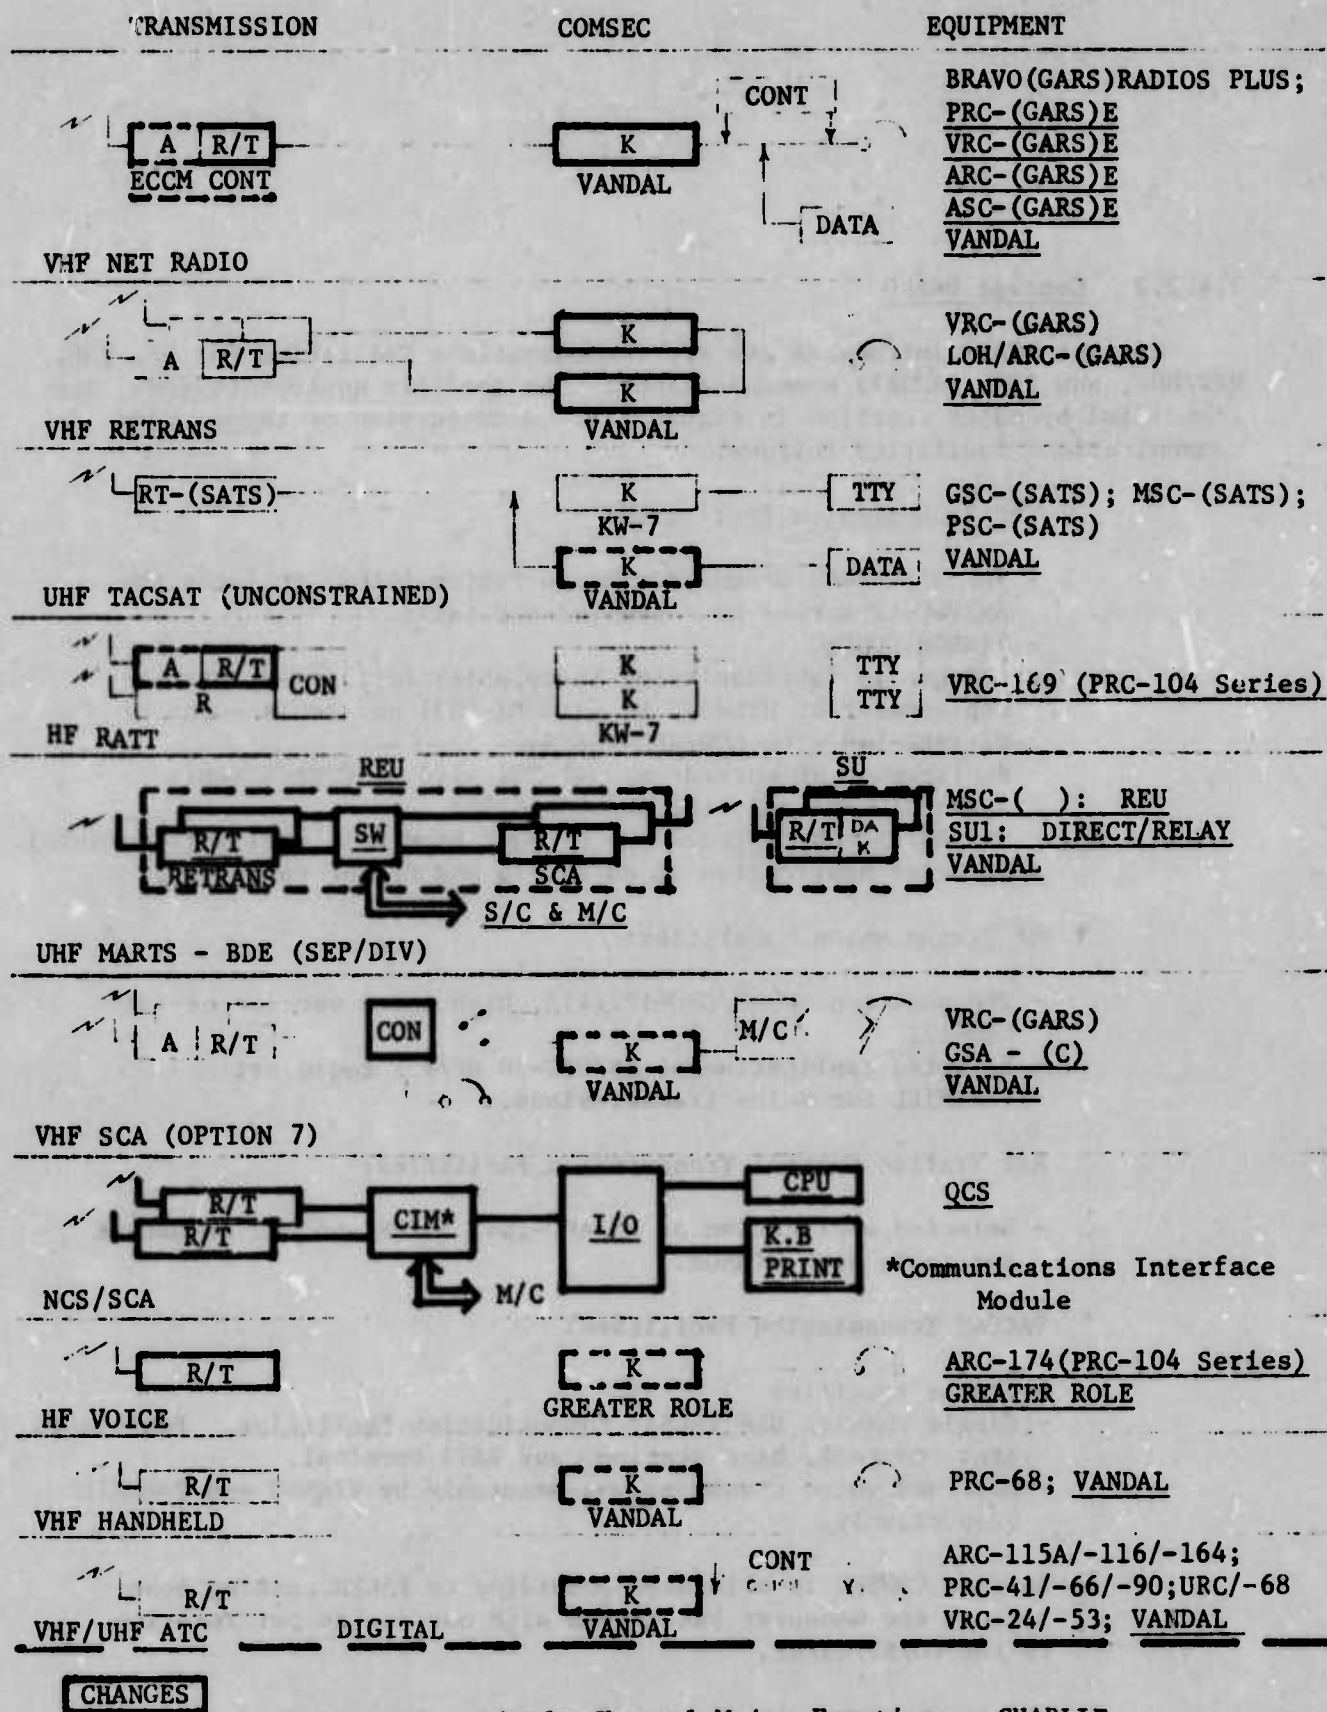 TRANSMISSION COMSEC EQUIPMENT
CONT
BRAVO(GARS)RADIOS PLUS;
A R/T K PRC-(GARS)E
VRC-(GARS)E
ECCM CONT VANDAL ARC-(GARS)E
ASC-(GARS)E
DATA
VANDAL
VHF NET RADIO
K VRC-(GARS)
A R/T LOH/ARC-(GARS)
K VANDAL
VHF RETRANS VANDAL
RT-(SATS) K TTY GSC-(SATS); MSC-(SATS);
KW-7 PSC-(SATS)
K DATA VANDAL
UHF TACSAT (UNCONSTRAINED) VANDAL
A R/T CON K TTY
R K TTY VRC-169 (PRC-104 Series)
HF RATT KW-7
REU SU
MSC-( ): REU
R/T SW R/T R/T DA K SU1: DIRECT/RELAY
RETRANS SCA VANDAL
S/C & M/C
UHF MARTS - BDE (SEP/DIV)
A R/T CON K M/C VRC-(GARS)
GSA - (C)
VANDAL VANDAL
VHF SCA (OPTION 7)
R/T CPU QCS
R/T CIM* I/O K.B
PRINT *Communications Interface
Module
NCS/SCA M/C
R/T K ARC-174(PRC-104 Series)
GREATER ROLE GREATER ROLE
HF VOICE
R/T K PRC-68; VANDAL
VHF HANDHELD VANDAL
CONT ARC-115A/-116/-164;
R/T K PRC-41/-66/-90;URC/-68
VHF/UHF ATC DIGITAL VANDAL VRC-24/-53; VANDAL
CHANGES